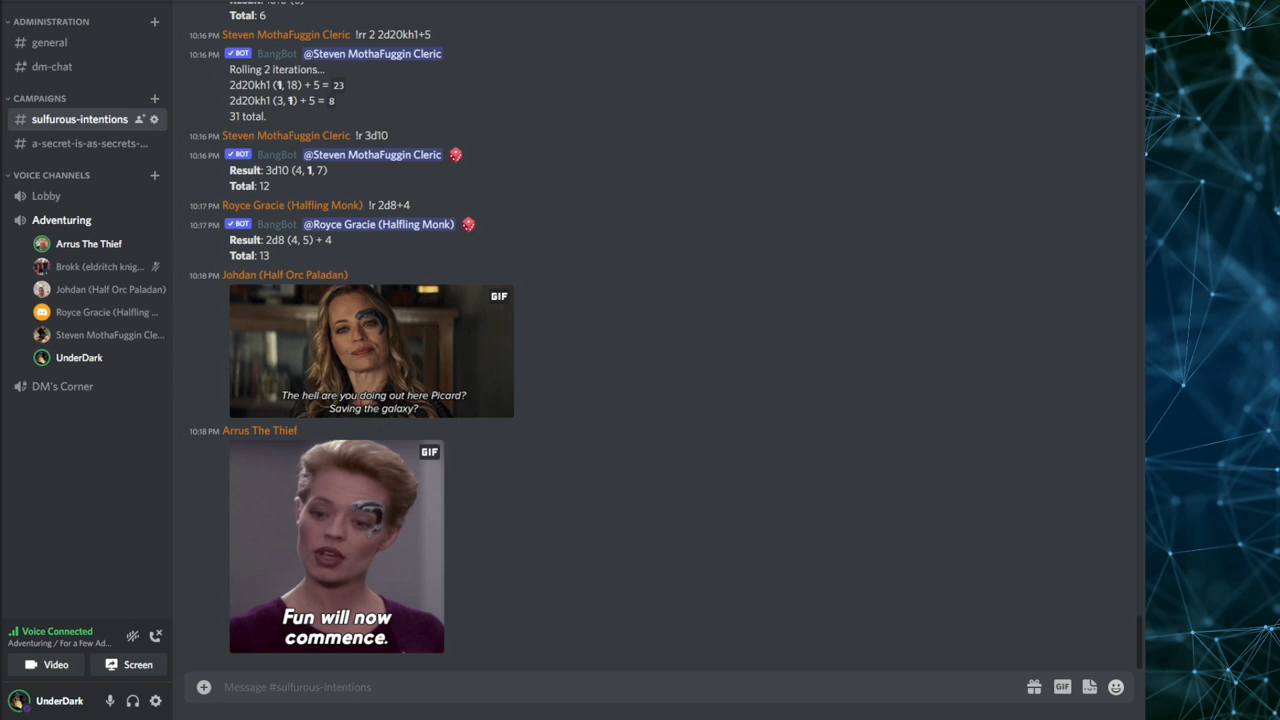 ADMINISTRATION
general
dm-chat
CAMPAIGNS
sulfurous-intentions
a-secret-is-as-secrets-...
VOICE CHANNELS
Lobby
Adventuring
Arrus The Thief
Brokk (eldritch knig...
Johdan (Half Orc Paladan)
Royce Gracie (Halfling ...
Steven MothaFuggin Cle...
UnderDark
DM's Corner
Voice Connected
Adventuring / For a Few Ad...
Video
Screen
UnderDark
Total: 6
10:16 PM Steven MothaFuggin Cleric !rr 2 2d20kh1+5
10:16 PM BOT BangBot @Steven MothaFuggin Cleric
Rolling 2 iterations...
2d20kh1 (1, 18) + 5 = 23
2d20kh1 (3, 1) + 5 = 8
31 total.
10:16 PM Steven MothaFuggin Cleric !r 3d10
10:16 PM BOT BangBot @Steven MothaFuggin Cleric
Result: 3d10 (4, 1, 7)
Total: 12
10:17 PM Royce Gracie (Halfling Monk) !r 2d8+4
10:17 PM BOT BangBot @Royce Gracie (Halfling Monk)
Result: 2d8 (4, 5) + 4
Total: 13
10:18 PM Johdan (Half Orc Paladan)
GIF
The hell are you doing out here Picard?
Saving the galaxy?
10:18 PM Arrus The Thief
GIF
Fun will now
commence.
Message #sulfurous-intentions
GIF